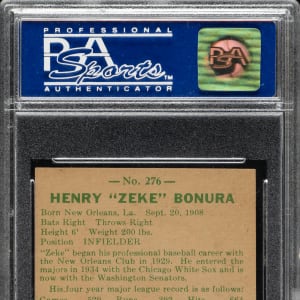 PROFESSIONAL
PSA
Sports™
AUTHENTICATOR
PSA
No. 276
HENRY "ZEKE" BONURA
Born New Orleans, La. Sept. 20, 1908
Bats Right Throws Right
Height 6' Weight 200 lbs.
Position INFIELDER
"Zeke" began his professional baseball career with
the New Orleans Club in 1929. He entered the
majors in 1934 with the Chicago White Sox and is now
with the Washington Senators.
His four year major league record is as follows: